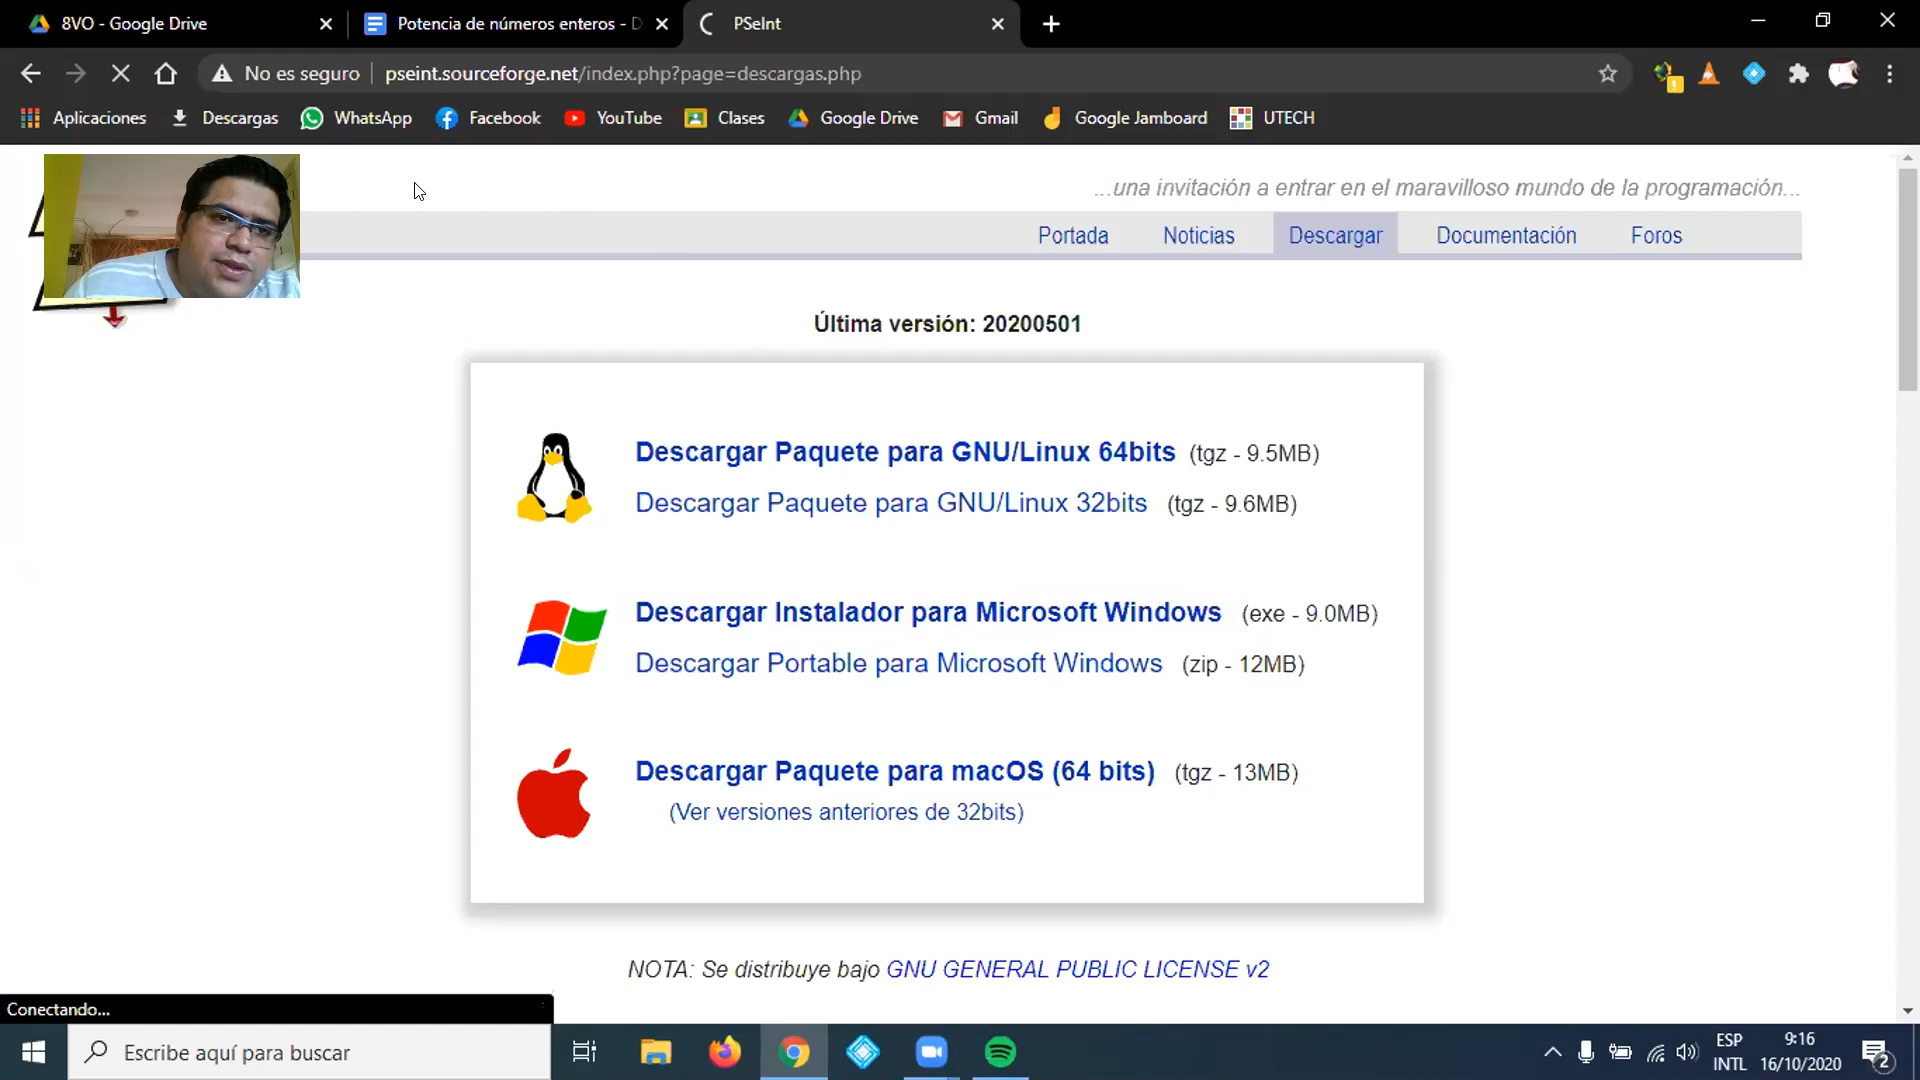 8VO - Google Drive
Potencia de números enteros - D
PSeInt
No es seguro
pseint.sourceforge.net/index.php?page=descargas.php
Aplicaciones
Descargas
WhatsApp
Facebook
YouTube
Clases
Google Drive
Gmail
Google Jamboard
UTECH
...una invitación a entrar en el maravilloso mundo de la programación...
Portada
Noticias
Descargar
Documentación
Foros
Última versión: 20200501
Descargar Paquete para GNU/Linux 64bits (tgz - 9.5MB)
Descargar Paquete para GNU/Linux 32bits (tgz - 9.6MB)
Descargar Instalador para Microsoft Windows (exe - 9.0MB)
Descargar Portable para Microsoft Windows (zip - 12MB)
Descargar Paquete para macOS (64 bits) (tgz - 13MB)
(Ver versiones anteriores de 32bits)
NOTA: Se distribuye bajo GNU GENERAL PUBLIC LICENSE v2
Conectando...
Escribe aquí para buscar
ESP
INTL
9:16
16/10/2020
2